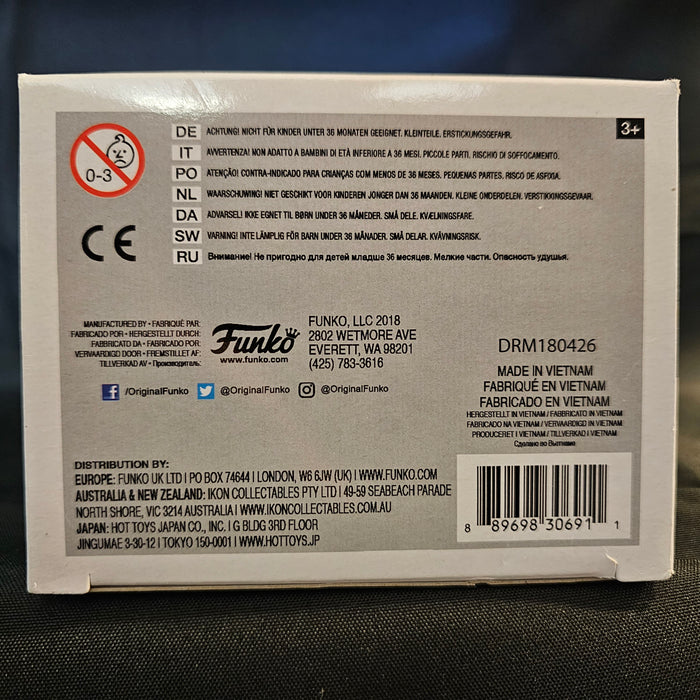 0-3
DE ACHTUNG! NICHT FÜR KINDER UNTER 36 MONATEN GEEIGNET. KLEINTEILE. ERSTICKUNGSGEFAHR.
IT AVVERTENZA! NON ADATTO A BAMBINI DI ETÀ INFERIORE A 36 MESI. PICCOLE PARTI. RISCHIO DI SOFFOCAMENTO.
PO ATENÇÃO! CONTRA-INDICADO PARA CRIANÇAS COM MENOS DE 36 MESES. PEQUENAS PARTES. RISCO DE ASFIXIA.
NL WAARSCHUWING! NIET GESCHIKT VOOR KINDEREN JONGER DAN 36 MAANDEN. KLEINE ONDERDELEN. VERSTIKKINGSGEVAAR.
DA ADVARSEL! IKKE EGNET TIL BØRN UNDER 36 MÅNEDER. SMÅ DELE. KVÆLNINGSFARE.
SW VARNING! INTE LÄMPLIG FÖR BARN UNDER 36 MÅNADER. SMÅ DELAR. KVÄVNINGSRISK.
RU Внимание! Не пригодно для детей младше 36 месяцев. Мелкие части. Опасность удушья.
3+
CE
MANUFACTURED BY • FABRIQUÉ PAR:
FABRICADO POR • HERGESTELLT DURCH:
FABBRICATO DA • FABRICADO POR:
VERVAARDIGD DOOR • FREMSTILLET AF:
TILLVERKAD AV • Производитель:
Funko
www.funko.com
FUNKO, LLC 2018
2802 WETMORE AVE
EVERETT, WA 98201
(425) 783-3616
/OriginalFunko @OriginalFunko @OriginalFunko
DRM180426
MADE IN VIETNAM
FABRIQUÉ EN VIETNAM
FABRICADO EN VIETNAM
HERGESTELLT IN VIETNAM / FABBRICATO IN VIETNAM
FABRICADO NA VIETNAM / VERVAARDIGD IN VIETNAM
PRODUCERET I VIETNAM / TILLVERKAD I VIETNAM
Сделано во Вьетнаме
DISTRIBUTION BY:
EUROPE: FUNKO UK LTD | PO BOX 74644 | LONDON, W6 6JW (UK) | WWW.FUNKO.COM
AUSTRALIA & NEW ZEALAND: IKON COLLECTABLES PTY LTD | 49-59 SEABEACH PARADE
NORTH SHORE, VIC 3214 AUSTRALIA | WWW.IKONCOLLECTABLES.COM.AU
JAPAN: HOT TOYS JAPAN CO., INC. | G BLDG 3RD FLOOR
JINGUMAE 3-30-12 | TOKYO 150-0001 | WWW.HOTTOYS.JP
8 89698 30691 1